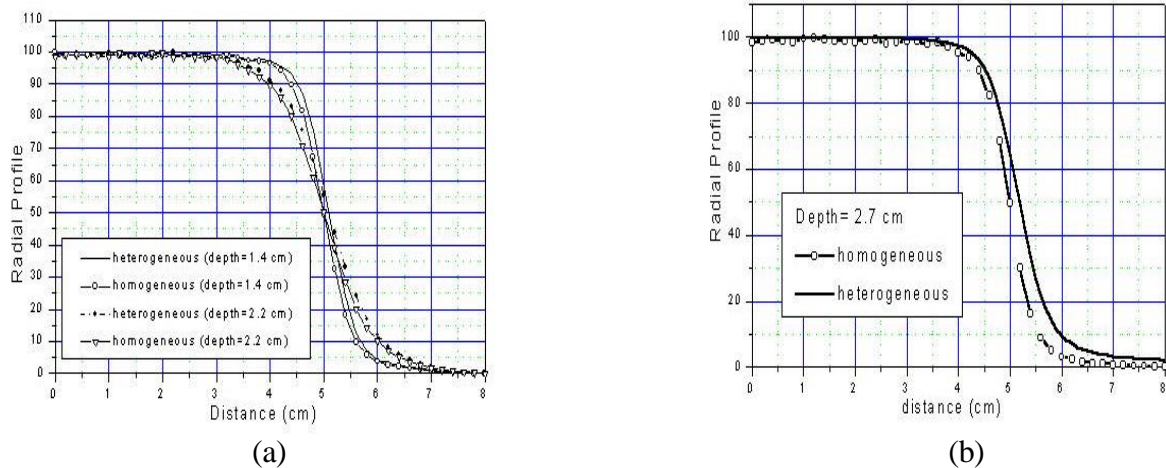 Radial Profile
110
100
90
80
70
60
50
40
30
20
10
0
heterogeneous (depth=1.4 cm)
homogeneous (depth=1.4 cm)
heterogeneous (depth=2.2 cm)
homogeneous (depth=2.2 cm)
0 1 2 3 4 5 6 7 8
Distance (cm)
(a)
Radial Profile
100
80
60
40
20
0
Depth= 2.7 cm
homogeneous
heterogeneous
0 1 2 3 4 5 6 7 8
distance (cm)
(b)